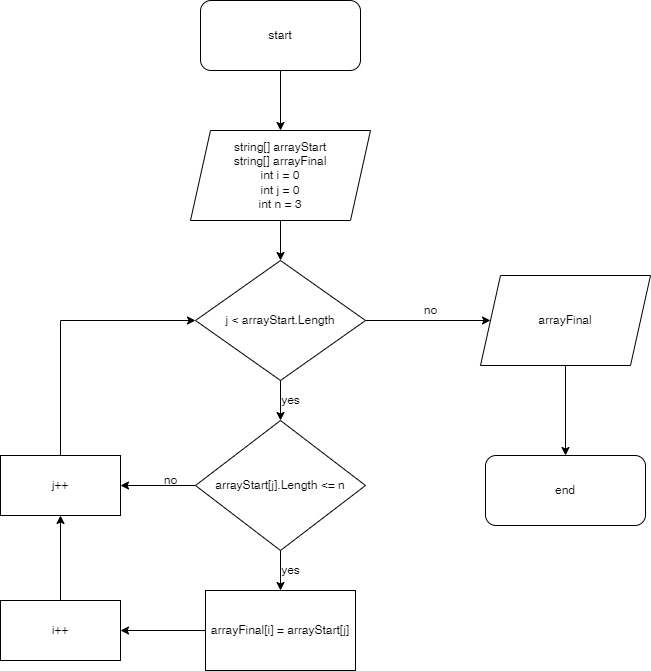 start
string[] arrayStart
string[] arrayFinal
int i = 0
int j = 0
int n = 3
j < arrayStart.Length
no
arrayFinal
yes
arrayStart[j].Length <= n
no
j++
end
yes
arrayFinal[i] = arrayStart[j]
i++